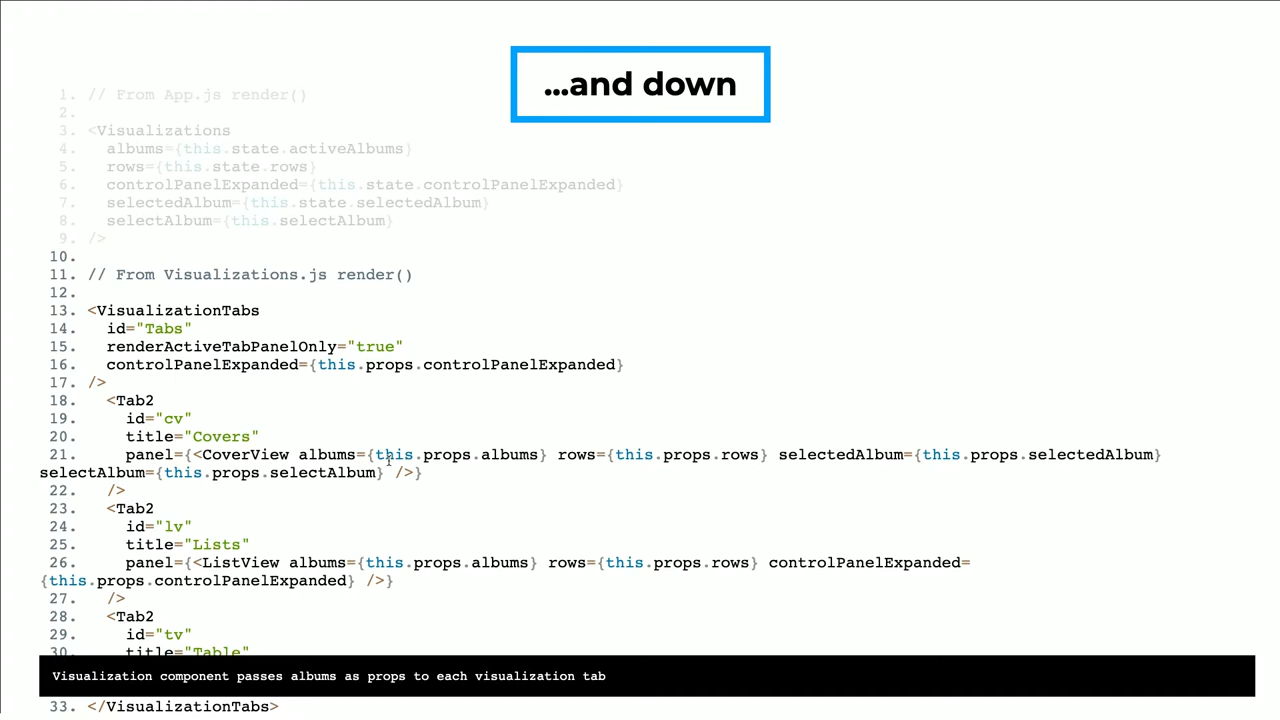 ...and down
1. // From App.js render()
2.
3. <Visualizations
4. albums={this.state.activeAlbums}
5. rows={this.state.rows}
6. controlPanelExpanded={this.state.controlPanelExpanded}
7. selectedAlbum={this.state.selectedAlbum}
8. selectAlbum={this.selectAlbum}
9. />
10.
11. // From Visualizations.js render()
12.
13. <VisualizationTabs
14. id="Tabs"
15. renderActiveTabPanelOnly="true"
16. controlPanelExpanded={this.props.controlPanelExpanded}
17. />
18. <Tab2
19. id="cv"
20. title="Covers"
21. panel={<CoverView albums={this.props.albums} rows={this.props.rows} selectedAlbum={this.props.selectedAlbum}
selectAlbum={this.props.selectAlbum} />}
22. />
23. <Tab2
24. id="lv"
25. title="Lists"
26. panel={<ListView albums={this.props.albums} rows={this.props.rows} controlPanelExpanded=
{this.props.controlPanelExpanded} />}
27. />
28. <Tab2
29. id="tv"
30. title="Table"
Visualization component passes albums as props to each visualization tab
33. </VisualizationTabs>